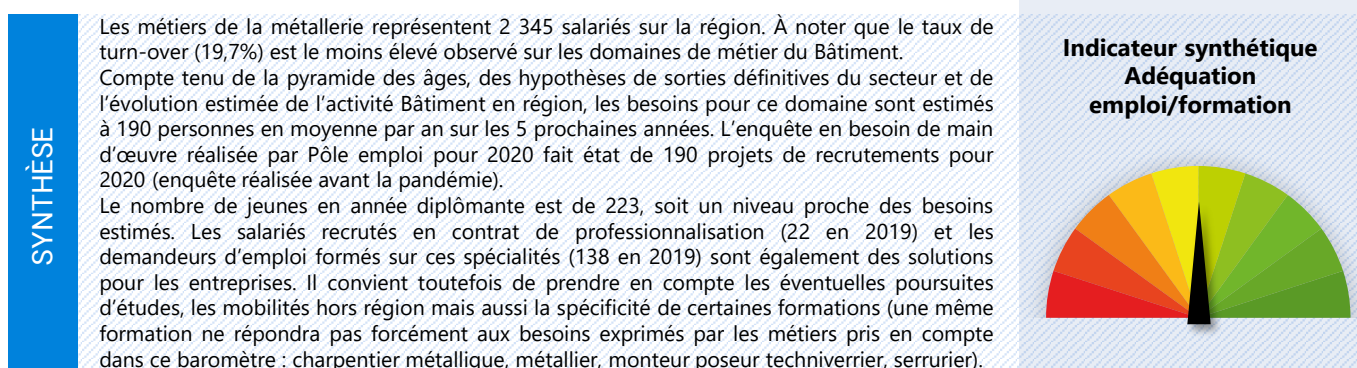 SYNTHÈSE
Les métiers de la métallerie représentent 2 345 salariés sur la région. À noter que le taux de
turn-over (19,7%) est le moins élevé observé sur les domaines de métier du Bâtiment.
Compte tenu de la pyramide des âges, des hypothèses de sorties définitives du secteur et de
l’évolution estimée de l’activité Bâtiment en région, les besoins pour ce domaine sont estimés
à 190 personnes en moyenne par an sur les 5 prochaines années. L’enquête en besoin de main
d’œuvre réalisée par Pôle emploi pour 2020 fait état de 190 projets de recrutements pour
2020 (enquête réalisée avant la pandémie).
Le nombre de jeunes en année diplômante est de 223, soit un niveau proche des besoins
estimés. Les salariés recrutés en contrat de professionnalisation (22 en 2019) et les
demandeurs d’emploi formés sur ces spécialités (138 en 2019) sont également des solutions
pour les entreprises. Il convient toutefois de prendre en compte les éventuelles poursuites
d’études, les mobilités hors région mais aussi la spécificité de certaines formations (une même
formation ne répondra pas forcément aux besoins exprimés par les métiers pris en compte
dans ce baromètre : charpentier métallique, métallier, monteur poseur techniverrier, serrurier).
Indicateur synthétique
Adéquation
emploi/formation